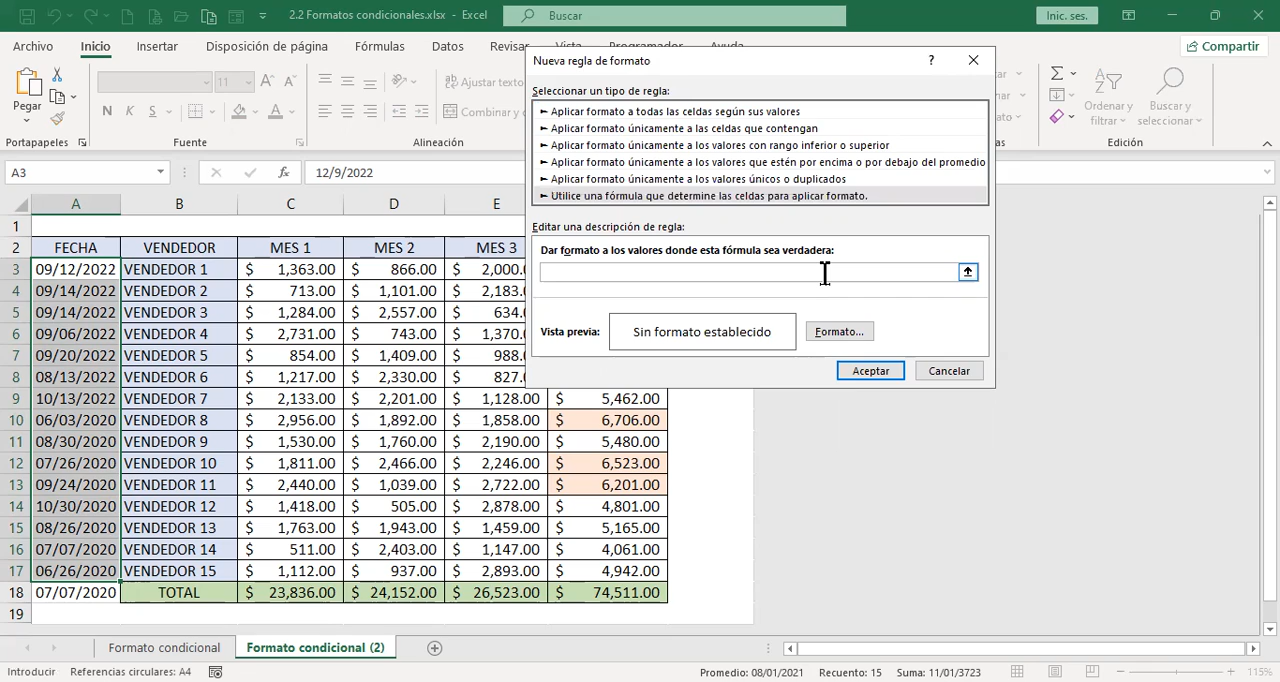 2.2 Formatos condicionales.xlsx - Excel
Buscar
Inic. ses.
Archivo Inicio Insertar Disposición de página Fórmulas Datos Revisar Vista Programador Ayuda
Compartir
Pegar
N K S
11
Ajustar texto
Combinar y
Ordenar y filtrar
Buscar y seleccionar
Portapapeles Fuente Alineación Edición
A3 fx 12/9/2022
Nueva regla de formato ?
Seleccionar un tipo de regla:
► Aplicar formato a todas las celdas según sus valores
► Aplicar formato únicamente a las celdas que contengan
► Aplicar formato únicamente a los valores con rango inferior o superior
► Aplicar formato únicamente a los valores que estén por encima o por debajo del promedio
► Aplicar formato únicamente a los valores únicos o duplicados
► Utilice una fórmula que determine las celdas para aplicar formato.
Editar una descripción de regla:
Dar formato a los valores donde esta fórmula sea verdadera:
Vista previa: Sin formato establecido Formato...
Aceptar Cancelar
A B C D E
1
2 FECHA VENDEDOR MES 1 MES 2 MES 3
3 09/12/2022 VENDEDOR 1 $ 1,363.00 $ 866.00 $ 2,000.
4 09/14/2022 VENDEDOR 2 $ 713.00 $ 1,101.00 $ 2,183.
5 09/14/2022 VENDEDOR 3 $ 1,284.00 $ 2,557.00 $ 634.
6 09/06/2022 VENDEDOR 4 $ 2,731.00 $ 743.00 $ 1,370.
7 09/20/2022 VENDEDOR 5 $ 854.00 $ 1,409.00 $ 988.
8 08/13/2022 VENDEDOR 6 $ 1,217.00 $ 2,330.00 $ 827.
9 10/13/2022 VENDEDOR 7 $ 2,133.00 $ 2,201.00 $ 1,128.00 $ 5,462.00
10 06/03/2020 VENDEDOR 8 $ 2,956.00 $ 1,892.00 $ 1,858.00 $ 6,706.00
11 08/30/2020 VENDEDOR 9 $ 1,530.00 $ 1,760.00 $ 2,190.00 $ 5,480.00
12 07/26/2020 VENDEDOR 10 $ 1,811.00 $ 2,466.00 $ 2,246.00 $ 6,523.00
13 09/24/2020 VENDEDOR 11 $ 2,440.00 $ 1,039.00 $ 2,722.00 $ 6,201.00
14 10/30/2020 VENDEDOR 12 $ 1,418.00 $ 505.00 $ 2,878.00 $ 4,801.00
15 08/26/2020 VENDEDOR 13 $ 1,763.00 $ 1,943.00 $ 1,459.00 $ 5,165.00
16 07/07/2020 VENDEDOR 14 $ 511.00 $ 2,403.00 $ 1,147.00 $ 4,061.00
17 06/26/2020 VENDEDOR 15 $ 1,112.00 $ 937.00 $ 2,893.00 $ 4,942.00
18 07/07/2020 TOTAL $ 23,836.00 $ 24,152.00 $ 26,523.00 $ 74,511.00
19
Formato condicional Formato condicional (2)
Introducir Referencias circulares: A4 Promedio: 08/01/2021 Recuento: 15 Suma: 11/01/3723 115%